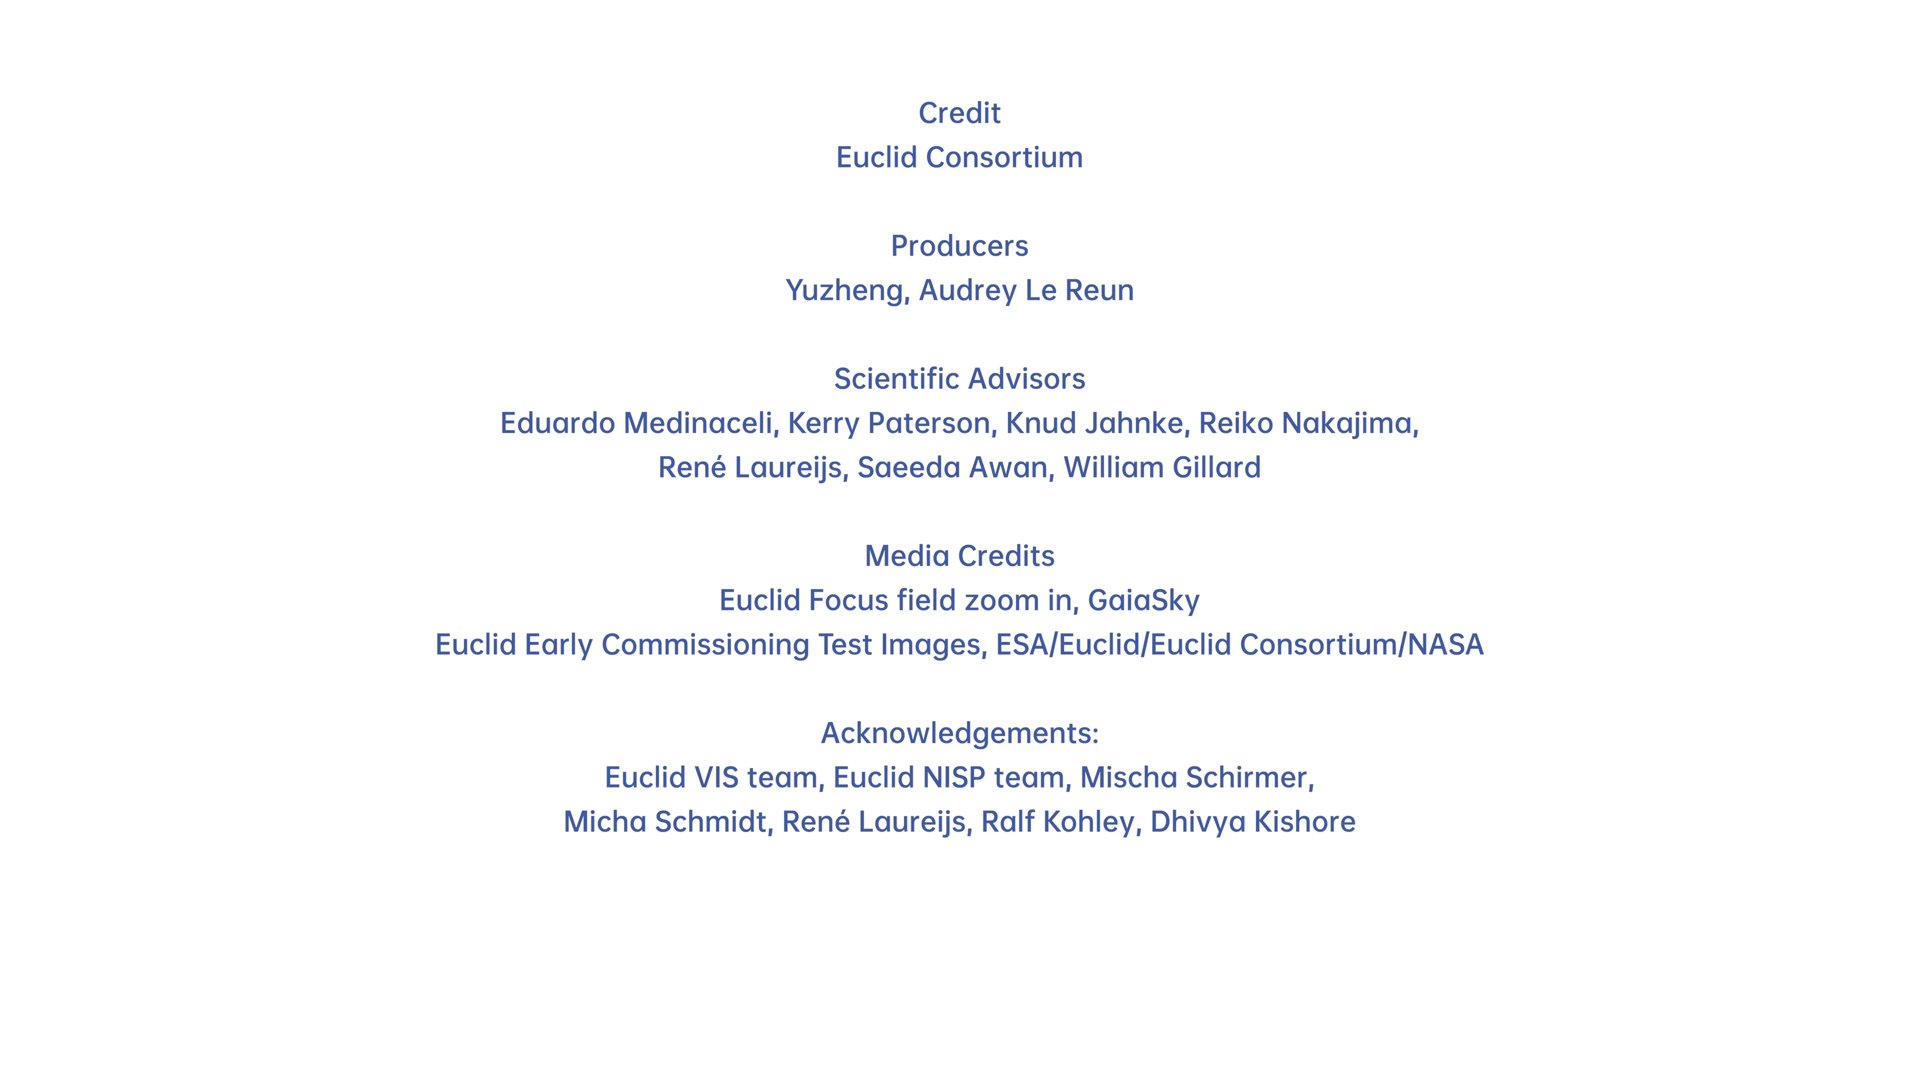 Credit
Euclid Consortium
Producers
Yuzheng, Audrey Le Reun
Scientific Advisors
Eduardo Medinaceli, Kerry Paterson, Knud Jahnke, Reiko Nakajima,
René Laureijs, Saeeda Awan, William Gillard
Media Credits
Euclid Focus field zoom in, GaiaSky
Euclid Early Commissioning Test Images, ESA/Euclid/Euclid Consortium/NASA
Acknowledgements:
Euclid VIS team, Euclid NISP team, Mischa Schirmer,
Micha Schmidt, René Laureijs, Ralf Kohley, Dhivya Kishore